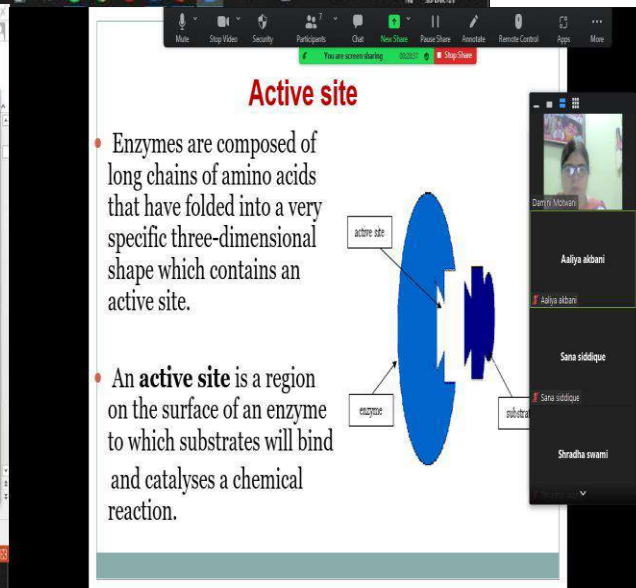 Mute
Stop Video
Security
7
Participants
Chat
New Share
Pause Share
Annotate
Remote Control
Apps
More
You are screen sharing
Stop Share
Active site
• Enzymes are composed of
long chains of amino acids
that have folded into a very
specific three-dimensional
shape which contains an
active site.
• An active site is a region
on the surface of an enzyme
to which substrates will bind
and catalyses a chemical
reaction.
active site
enzyme
substrat
Damini Motwani
Aaliya akbani
Aaliya akbani
Sana siddique
Sana siddique
Shradha swami